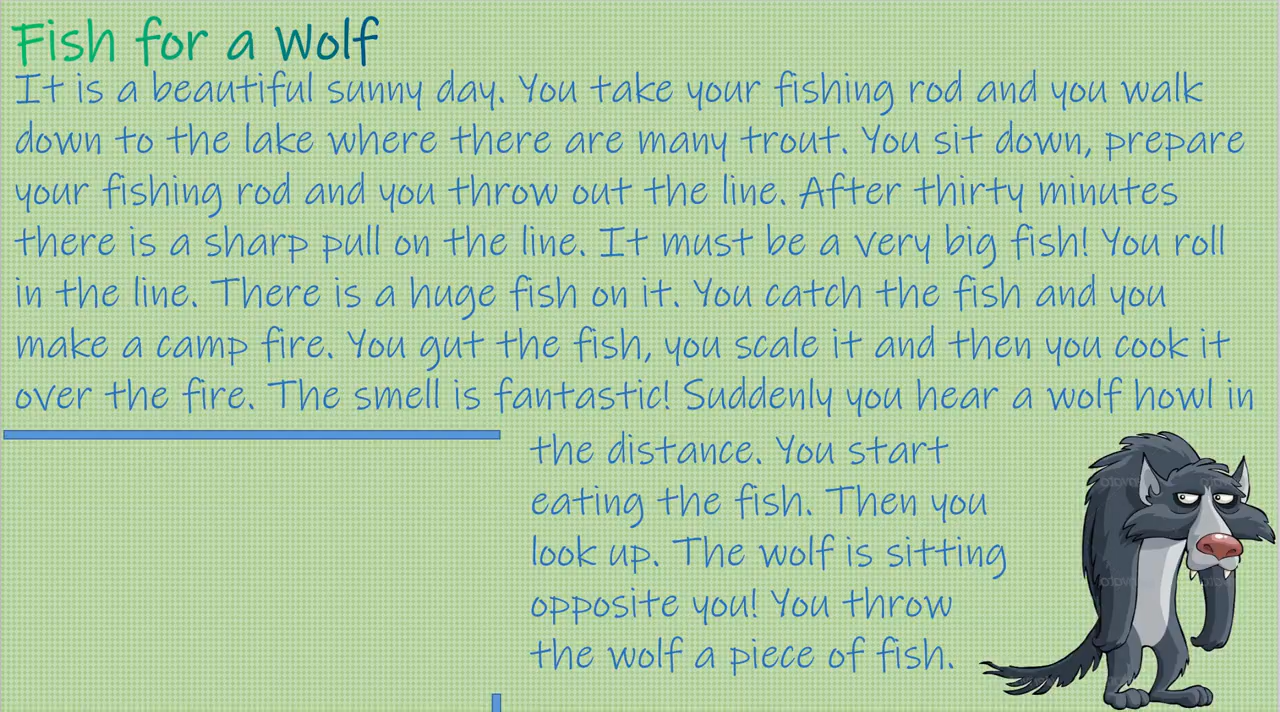 Fish for a Wolf
It is a beautiful sunny day. You take your fishing rod and you walk
down to the lake where there are many trout. You sit down, prepare
your fishing rod and you throw out the line. After thirty minutes
there is a sharp pull on the line. It must be a very big fish! You roll
in the line. There is a huge fish on it. You catch the fish and you
make a camp fire. You gut the fish, you scale it and then you cook it
over the fire. The smell is fantastic! Suddenly you hear a wolf howl in
the distance. You start
eating the fish. Then you
look up. The wolf is sitting
opposite you! You throw
the wolf a piece of fish.